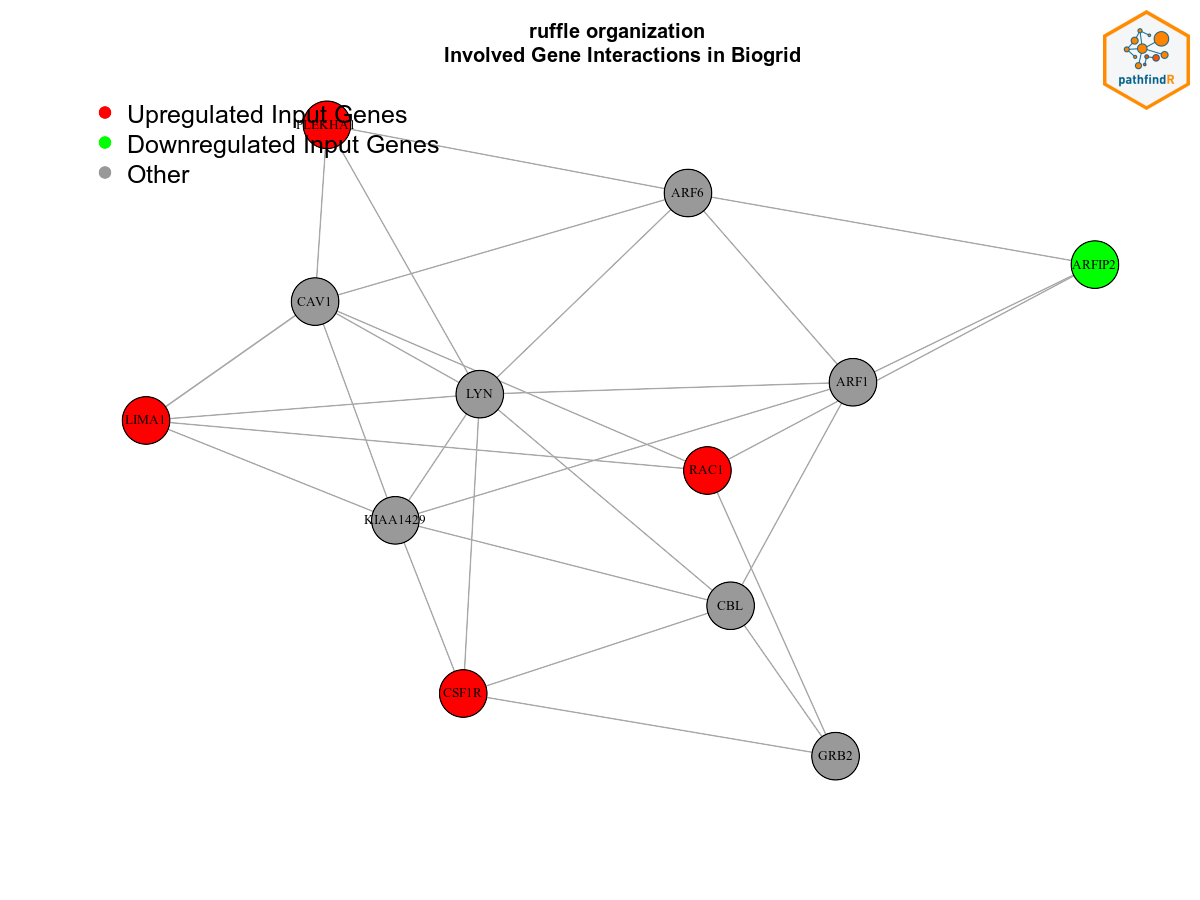 ruffle organization
Involved Gene Interactions in Biogrid
pathfindR
Upregulated Input Genes
Downregulated Input Genes
Other
PLEKHA1
ARF6
ARFIP2
CAV1
ARF1
LYN
LIMA1
RAC1
KIAA1429
CBL
CSF1R
GRB2